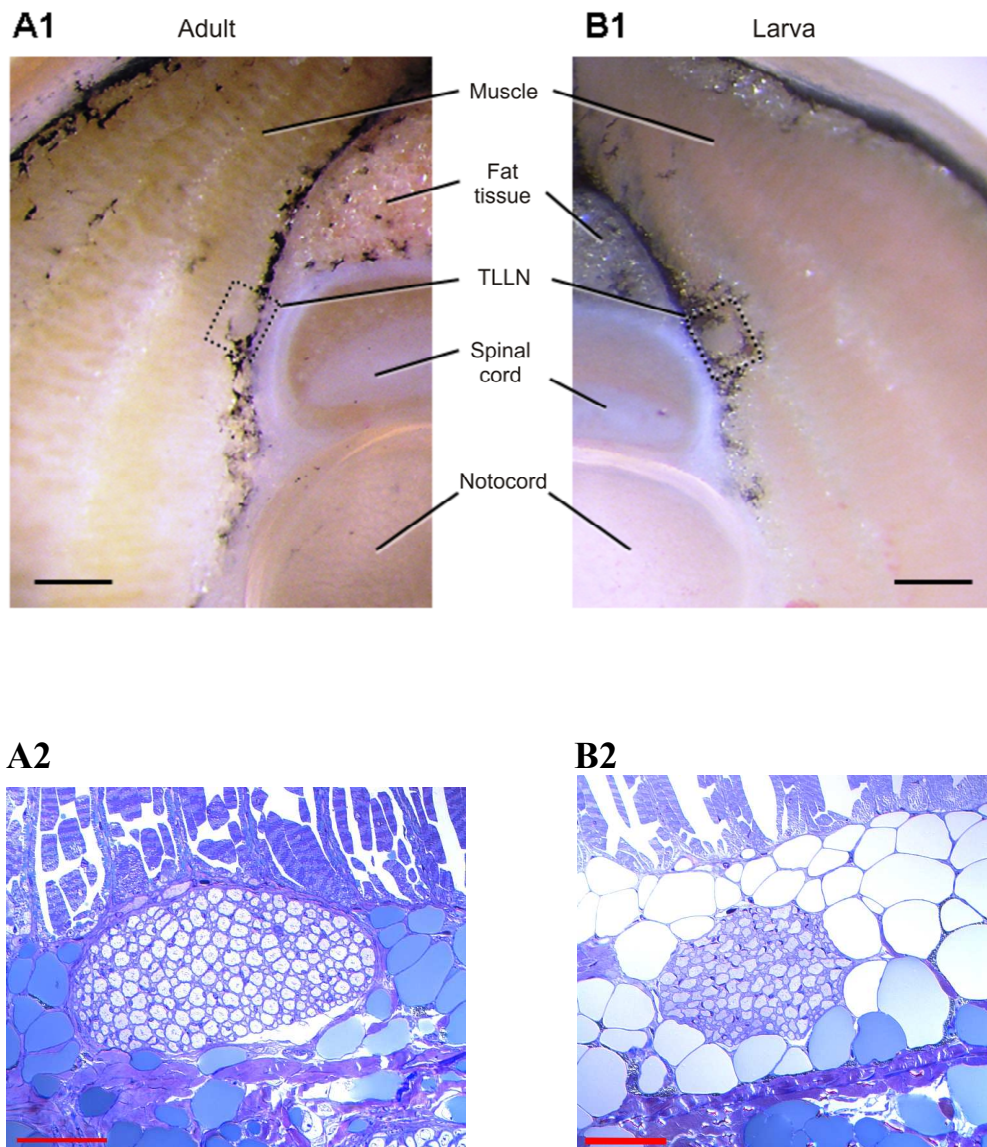 A1
Adult
B1
Larva
Muscle
Fat
tissue
TLLN
Spinal
cord
Notocord
A2
B2